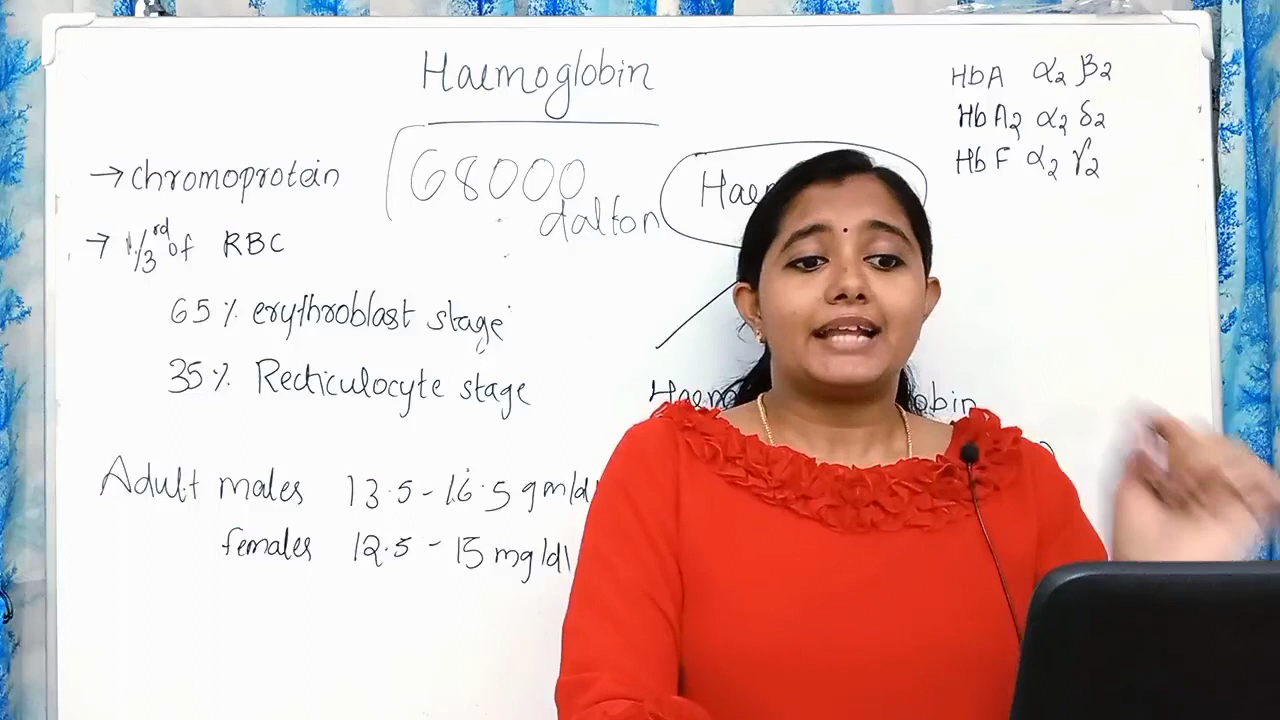 Haemoglobin
HbA α₂ β₂
HbA₂ α₂ δ₂
HbF α₂ γ₂
→ chromoprotein
68000
dalton
→ 1/3rd of RBC
65% erythroblast stage
35% Recticulocyte stage
Adult males 13.5 - 16.5 gm/dl
females 12.5 - 15 mg/dl